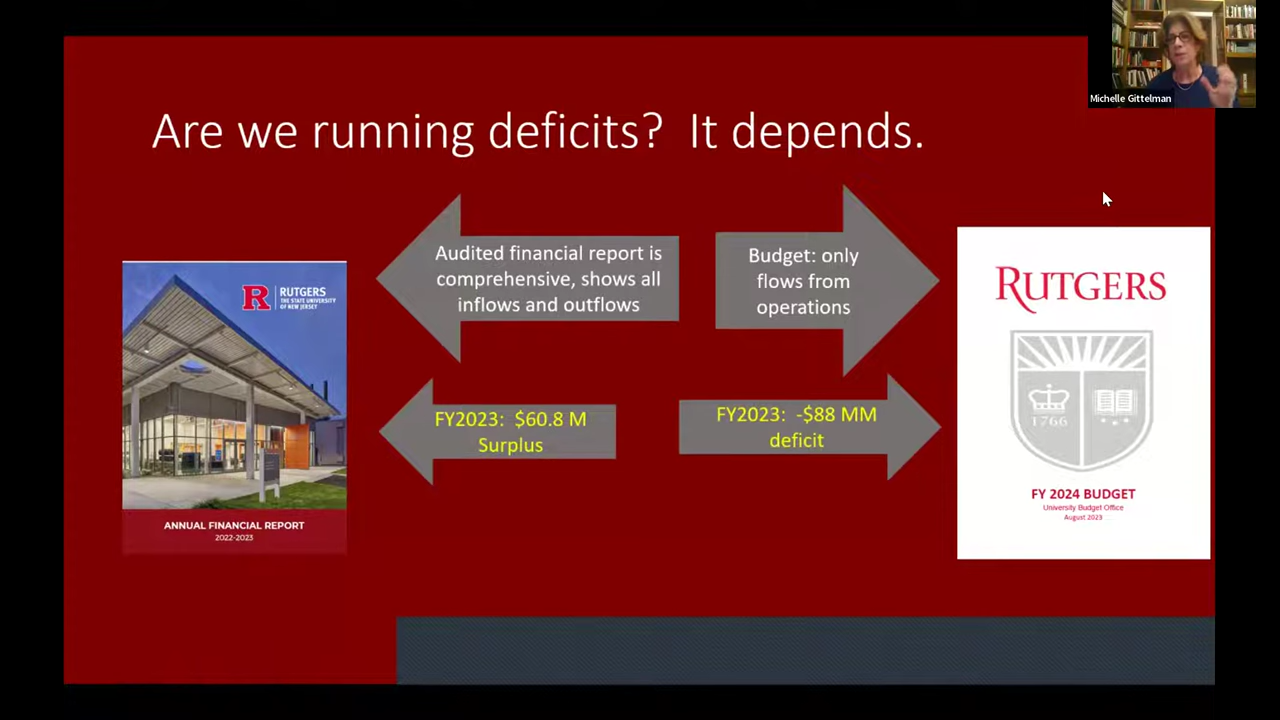 Michelle Gittelman
Are we running deficits? It depends.
Audited financial report is
comprehensive, shows all
inflows and outflows
Budget: only
flows from
operations
FY2023: $60.8 M
Surplus
FY2023: -$88 MM
deficit
R RUTGERS
THE STATE UNIVERSITY
OF NEW JERSEY
ANNUAL FINANCIAL REPORT
2022-2023
RUTGERS
1766
FY 2024 BUDGET
University Budget Office
August 2023